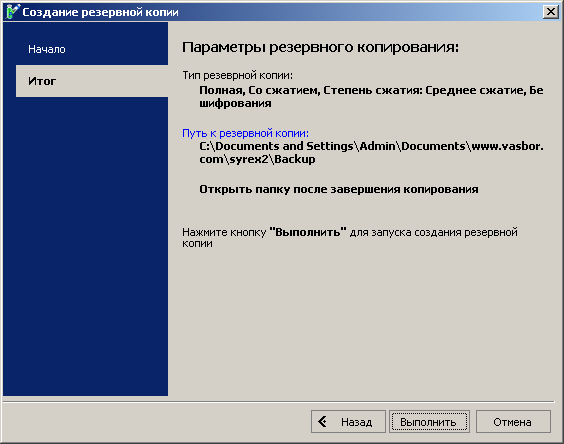 Создание резервной копии
Начало
Итог
Параметры резервного копирования:
Тип резеврной копии:
Полная, Со сжатием, Степень сжатия: Среднее сжатие, Бе
шифрования
Путь к резервной копии:
C:\Documents and Settings\Admin\Documents\www.vasbor.
com\syrex2\Backup
Открыть папку после завершения копирования
Нажмите кнопку "Выполнить" для запуска создания резервной
копии
Назад
Выполнить
Отмена